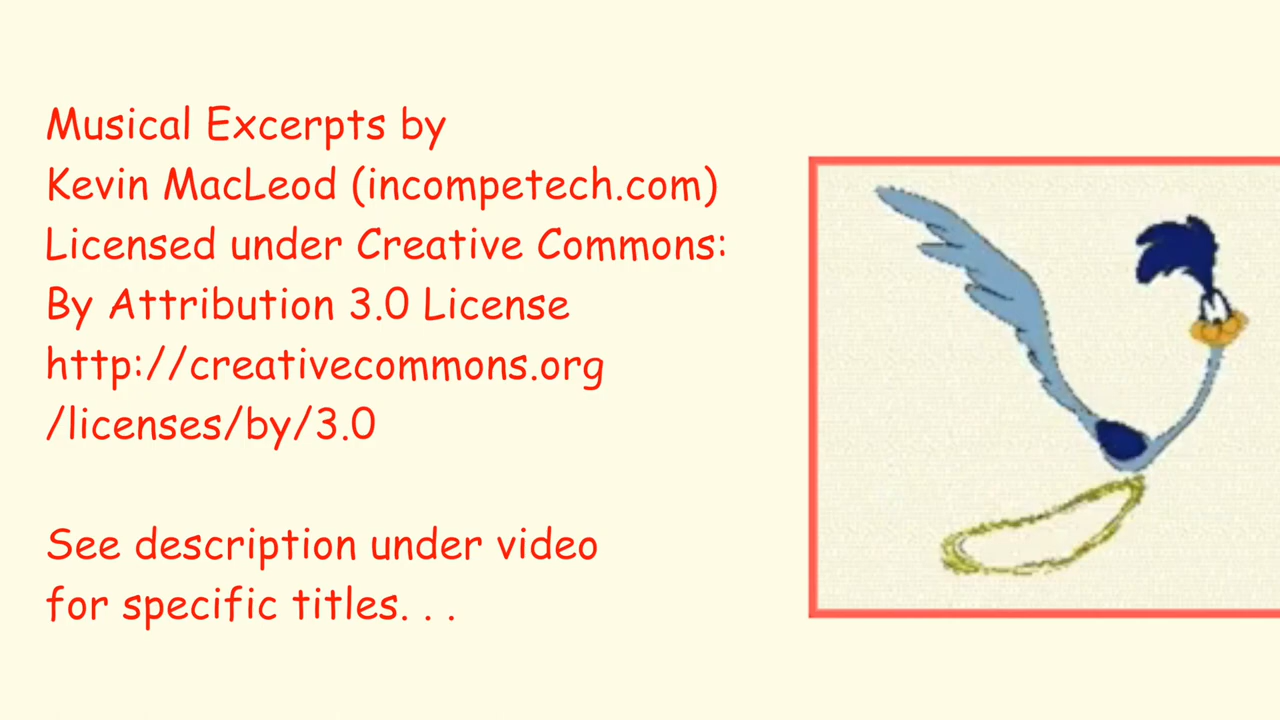 Musical Excerpts by
Kevin MacLeod (incompetech.com)
Licensed under Creative Commons:
By Attribution 3.0 License
http://creativecommons.org
/licenses/by/3.0
See description under video
for specific titles. . .